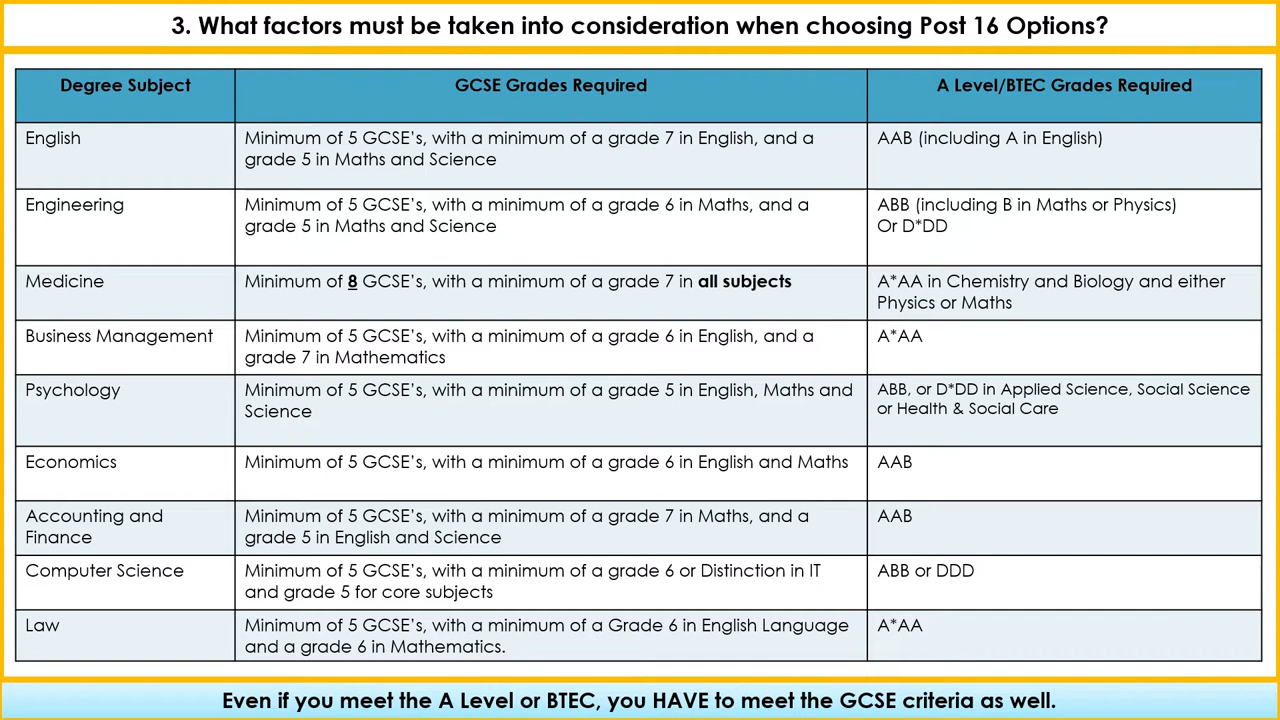 3. What factors must be taken into consideration when choosing Post 16 Options?
Degree Subject
GCSE Grades Required
A Level/BTEC Grades Required
English
Minimum of 5 GCSE's, with a minimum of a grade 7 in English, and a
grade 5 in Maths and Science
AAB (including A in English)
Engineering
Minimum of 5 GCSE's, with a minimum of a grade 6 in Maths, and a
grade 5 in Maths and Science
ABB (including B in Maths or Physics)
Or D*DD
Medicine
Minimum of 8 GCSE's, with a minimum of a grade 7 in all subjects
A*AA in Chemistry and Biology and either
Physics or Maths
Business Management
Minimum of 5 GCSE's, with a minimum of a grade 6 in English, and a
grade 7 in Mathematics
A*AA
Psychology
Minimum of 5 GCSE's, with a minimum of a grade 5 in English, Maths and
Science
ABB, or D*DD in Applied Science, Social Science
or Health & Social Care
Economics
Minimum of 5 GCSE's, with a minimum of a grade 6 in English and Maths
AAB
Accounting and
Finance
Minimum of 5 GCSE's, with a minimum of a grade 7 in Maths, and a
grade 5 in English and Science
AAB
Computer Science
Minimum of 5 GCSE's, with a minimum of a grade 6 or Distinction in IT
and grade 5 for core subjects
ABB or DDD
Law
Minimum of 5 GCSE's, with a minimum of a Grade 6 in English Language
and a grade 6 in Mathematics.
A*AA
Even if you meet the A Level or BTEC, you HAVE to meet the GCSE criteria as well.